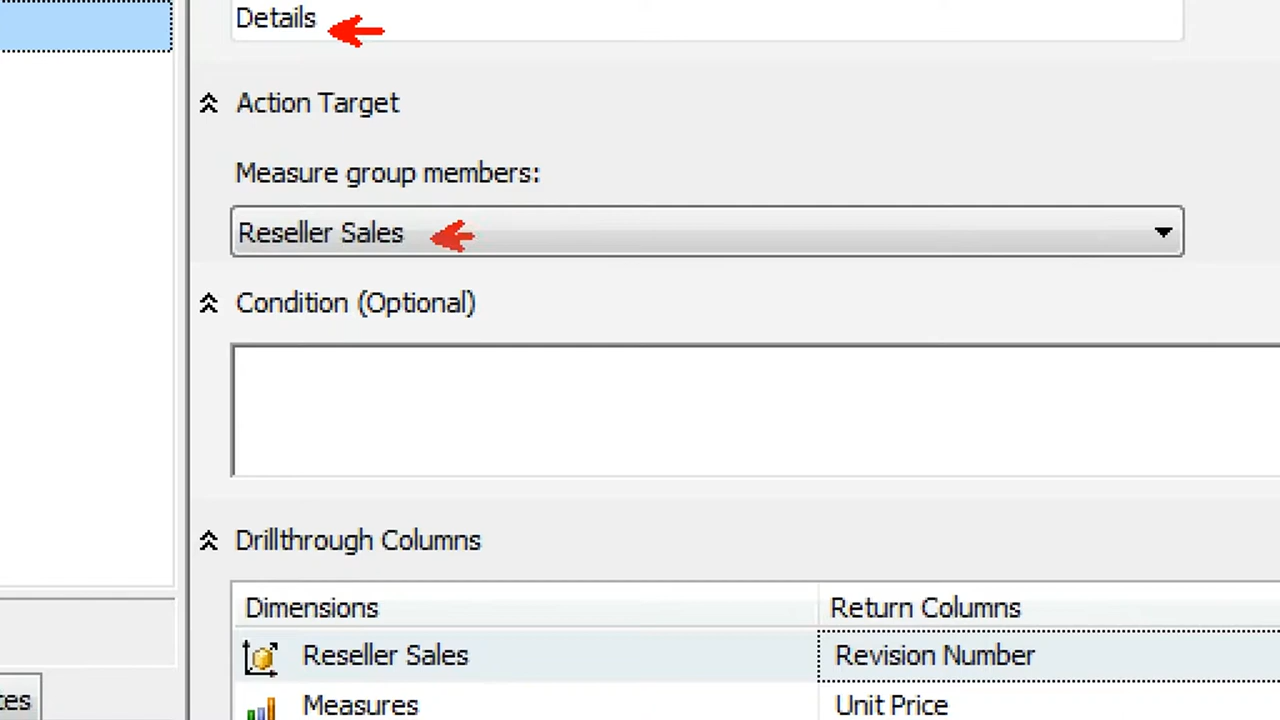 Details
Action Target
Measure group members:
Reseller Sales
Condition (Optional)
Drillthrough Columns
Dimensions Return Columns
Reseller Sales Revision Number
Measures Unit Price